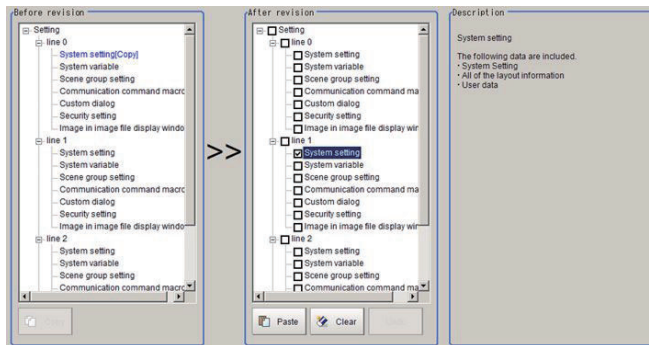 Before revision
Setting
line 0
System setting[Copy]
System variable
Scene group setting
Communication command macro
Custom dialog
Security setting
Image in image file display windo
line 1
System setting
System variable
Scene group setting
Communication command macro
Custom dialog
Security setting
Image in image file display windo
line 2
System setting
System variable
Scene group setting
Communication command macro
>>
After revision
Setting
line 0
System setting
System variable
Scene group setting
Communication command ma
Custom dialog
Security setting
Image in image file display wir
line 1
System setting
System variable
Scene group setting
Communication command ma
Custom dialog
Security setting
Image in image file display wir
line 2
System setting
System variable
Scene group setting
Communication command ma
Paste
Clear
Description
System setting
The following data are included.
・System Setting
・All of the layout information
・User data